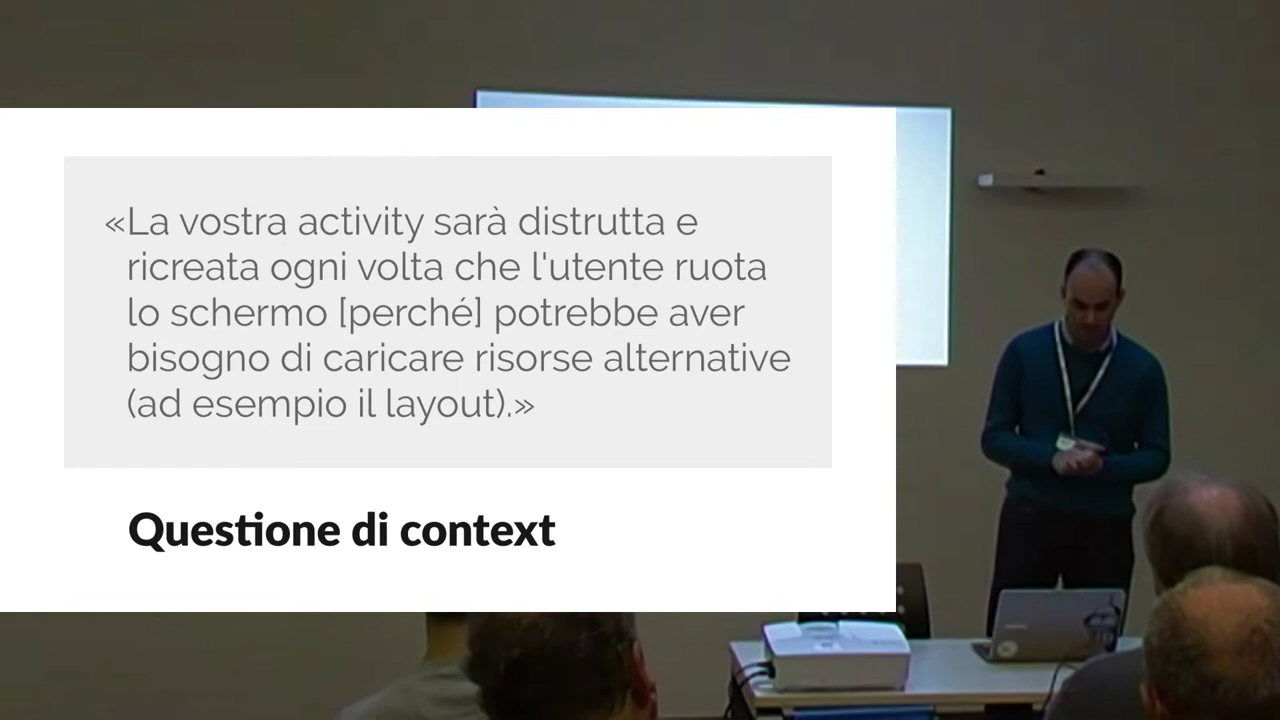 «La vostra activity sarà distrutta e
ricreata ogni volta che l'utente ruota
lo schermo [perché] potrebbe aver
bisogno di caricare risorse alternative
(ad esempio il layout).»
Questione di context